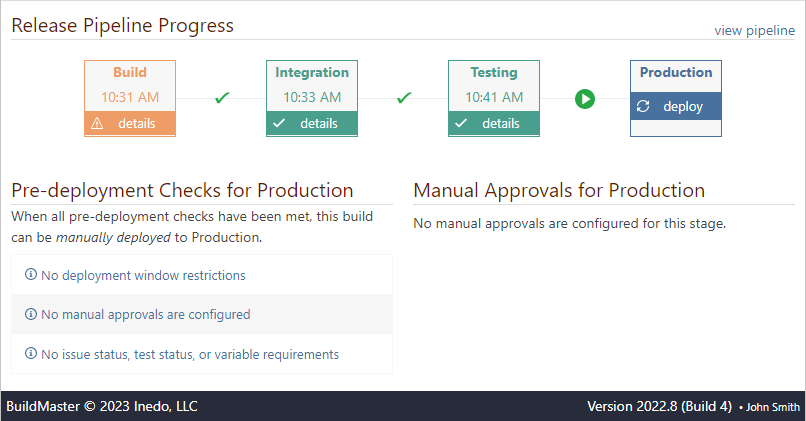 Release Pipeline Progress
view pipeline
Build
10:31 AM
details
Integration
10:33 AM
details
Testing
10:41 AM
details
Production
deploy
Pre-deployment Checks for Production
When all pre-deployment checks have been met, this build
can be manually deployed to Production.
No deployment window restrictions
No manual approvals are configured
No issue status, test status, or variable requirements
Manual Approvals for Production
No manual approvals are configured for this stage.
BuildMaster © 2023 Inedo, LLC
Version 2022.8 (Build 4) • John Smith